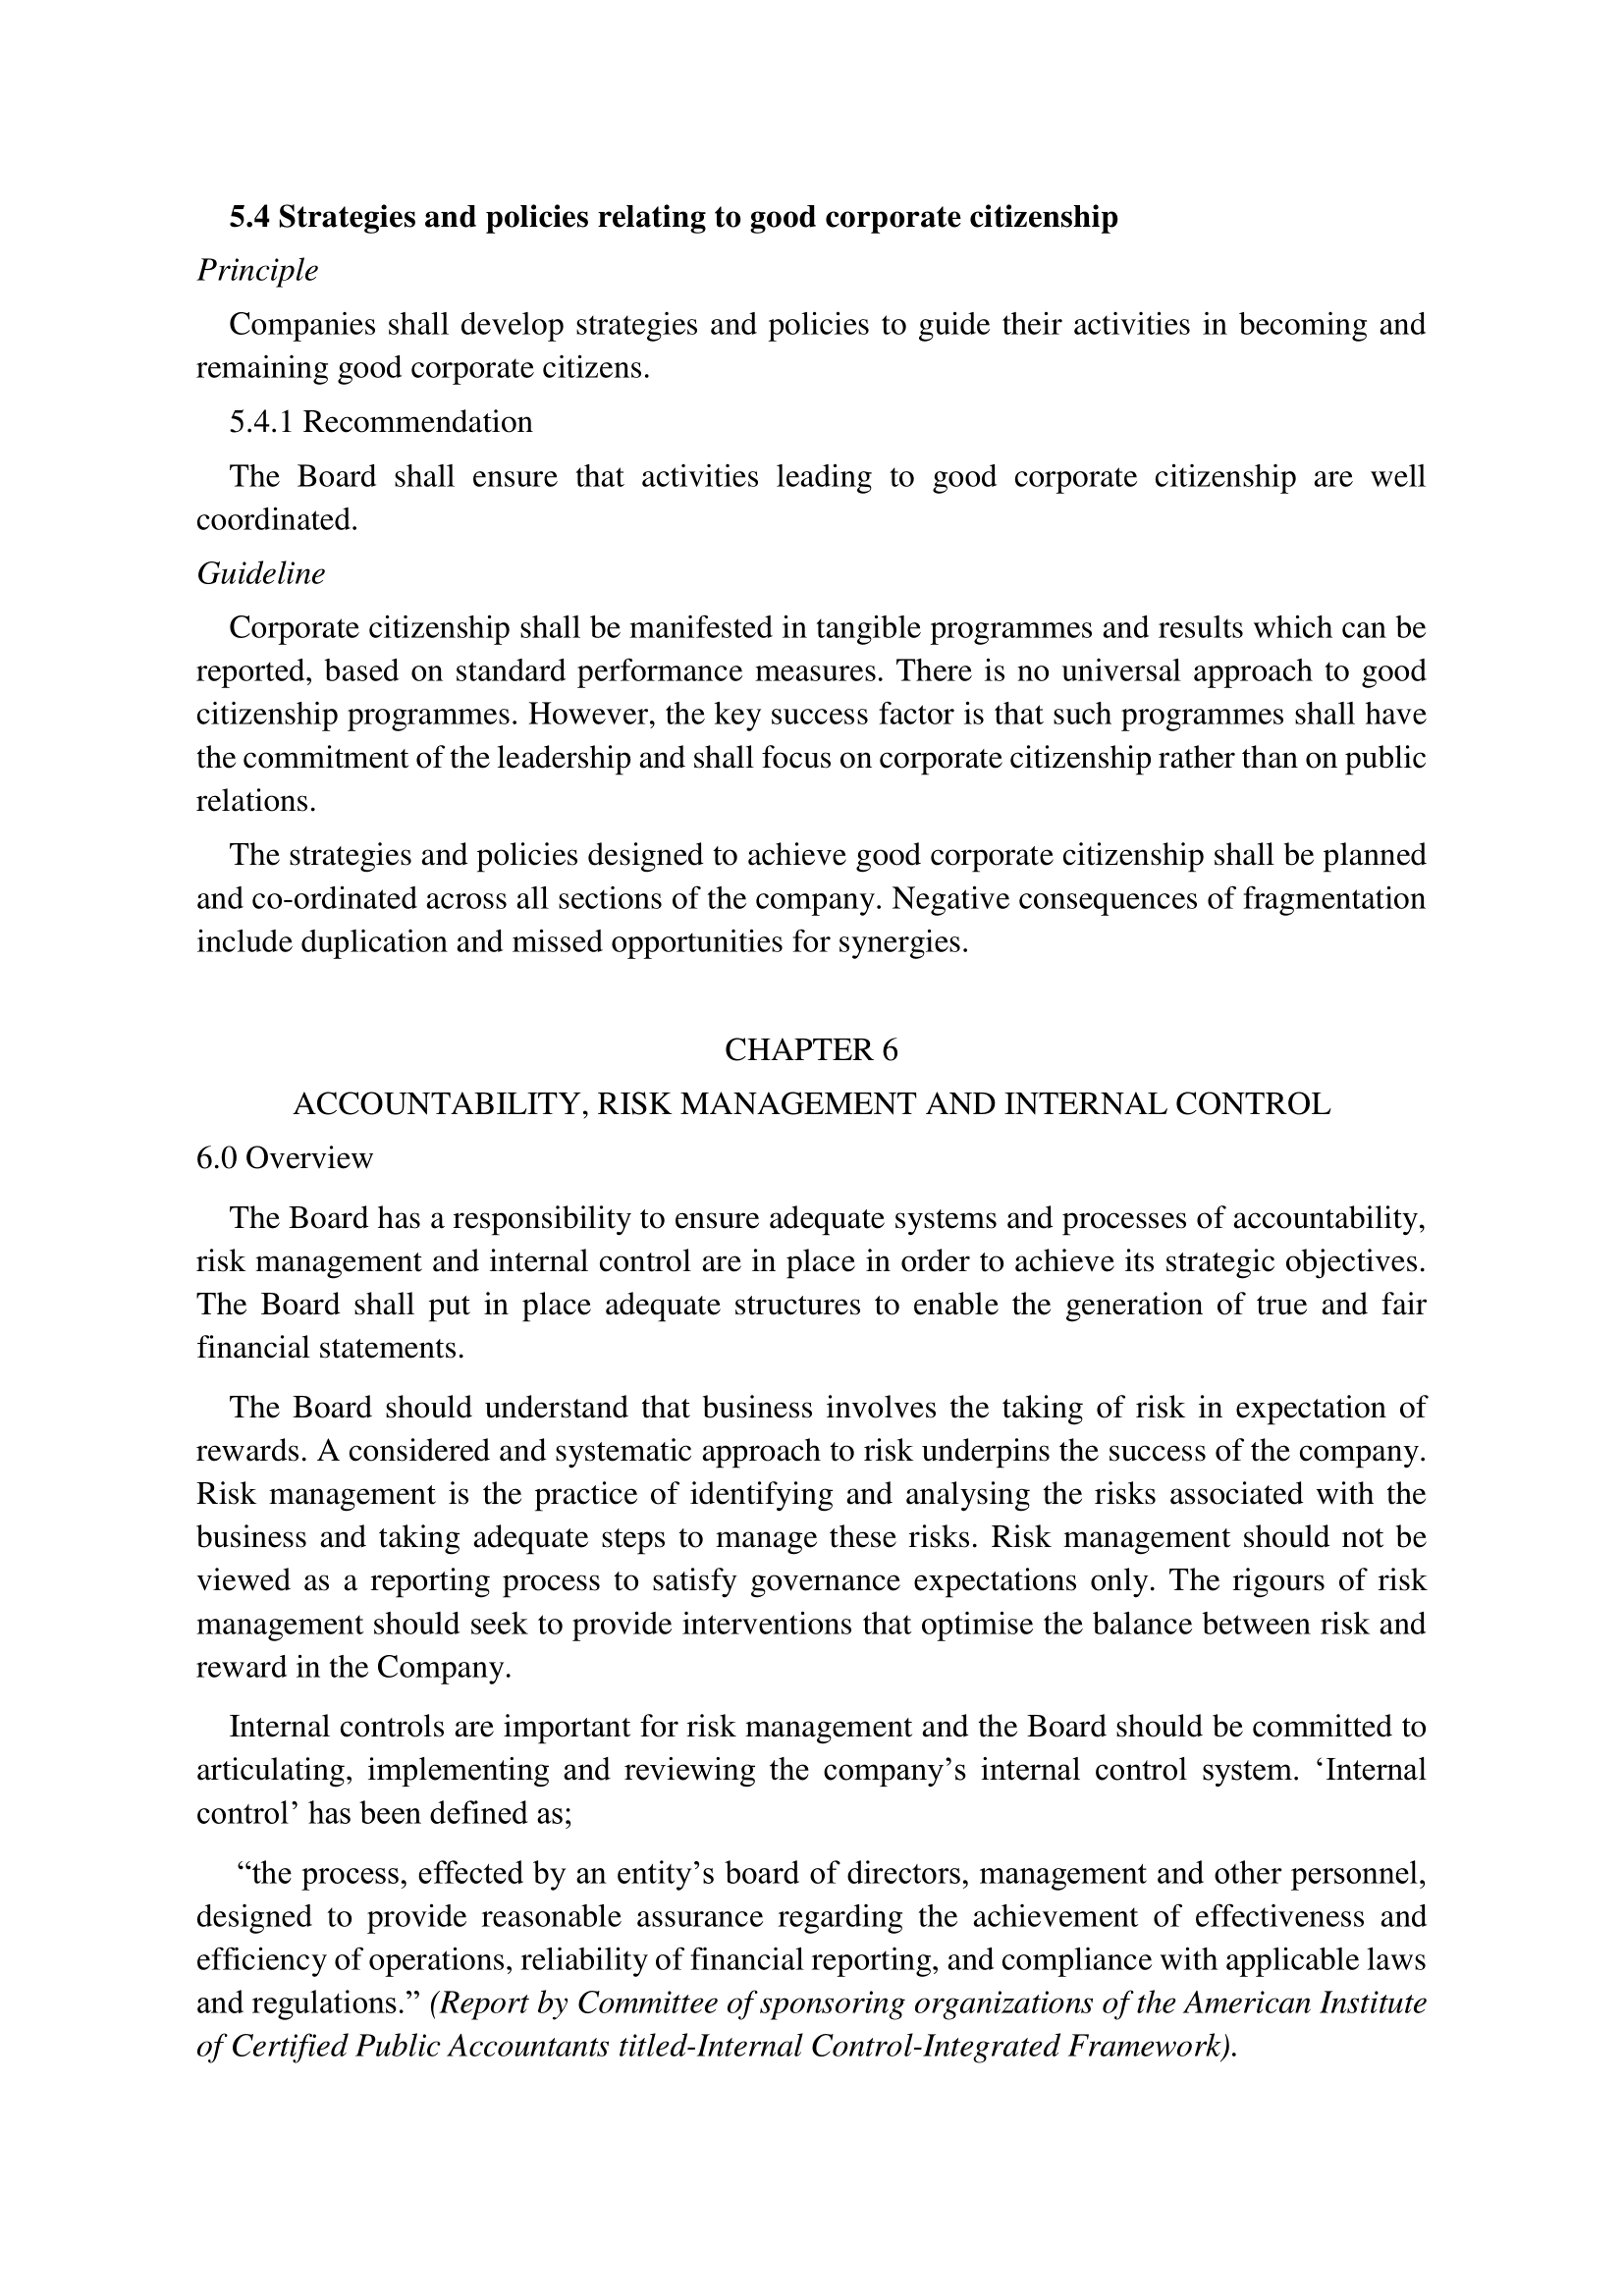 5.4 Strategies and policies relating to good corporate citizenship
Principle
Companies shall develop strategies and policies to guide their activities in becoming and
remaining good corporate citizens.
5.4.1 Recommendation
The Board shall ensure that activities leading to good corporate citizenship are well
coordinated.
Guideline
Corporate citizenship shall be manifested in tangible programmes and results which can be
reported, based on standard performance measures. There is no universal approach to good
citizenship programmes. However, the key success factor is that such programmes shall have
the commitment of the leadership and shall focus on corporate citizenship rather than on public
relations.
The strategies and policies designed to achieve good corporate citizenship shall be planned
and co-ordinated across all sections of the company. Negative consequences of fragmentation
include duplication and missed opportunities for synergies.
CHAPTER 6
ACCOUNTABILITY, RISK MANAGEMENT AND INTERNAL CONTROL
6.0 Overview
The Board has a responsibility to ensure adequate systems and processes of accountability,
risk management and internal control are in place in order to achieve its strategic objectives.
The Board shall put in place adequate structures to enable the generation of true and fair
financial statements.
The Board should understand that business involves the taking of risk in expectation of
rewards. A considered and systematic approach to risk underpins the success of the company.
Risk management is the practice of identifying and analysing the risks associated with the
business and taking adequate steps to manage these risks. Risk management should not be
viewed as a reporting process to satisfy governance expectations only. The rigours of risk
management should seek to provide interventions that optimise the balance between risk and
reward in the Company.
Internal controls are important for risk management and the Board should be committed to
articulating, implementing and reviewing the company’s internal control system. ‘Internal
control’ has been defined as;
“the process, effected by an entity’s board of directors, management and other personnel,
designed to provide reasonable assurance regarding the achievement of effectiveness and
efficiency of operations, reliability of financial reporting, and compliance with applicable laws
and regulations.” (Report by Committee of sponsoring organizations of the American Institute
of Certified Public Accountants titled-Internal Control-Integrated Framework).